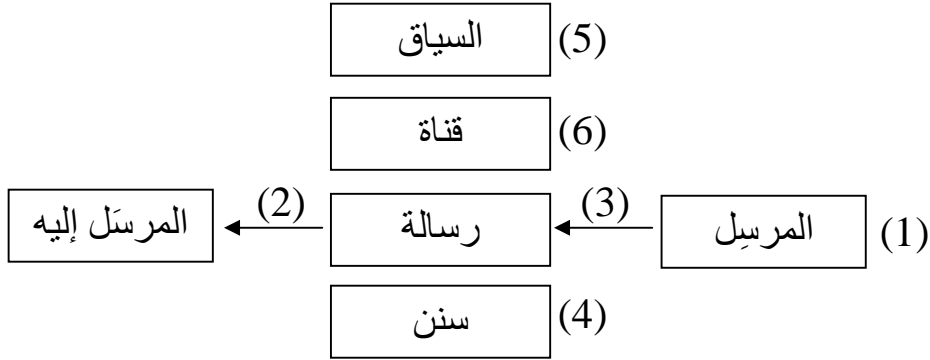 السياق (5)
قناة (6)
(1) المرسِل (3) رسالة (2) المرسَل إليه
سنن (4)